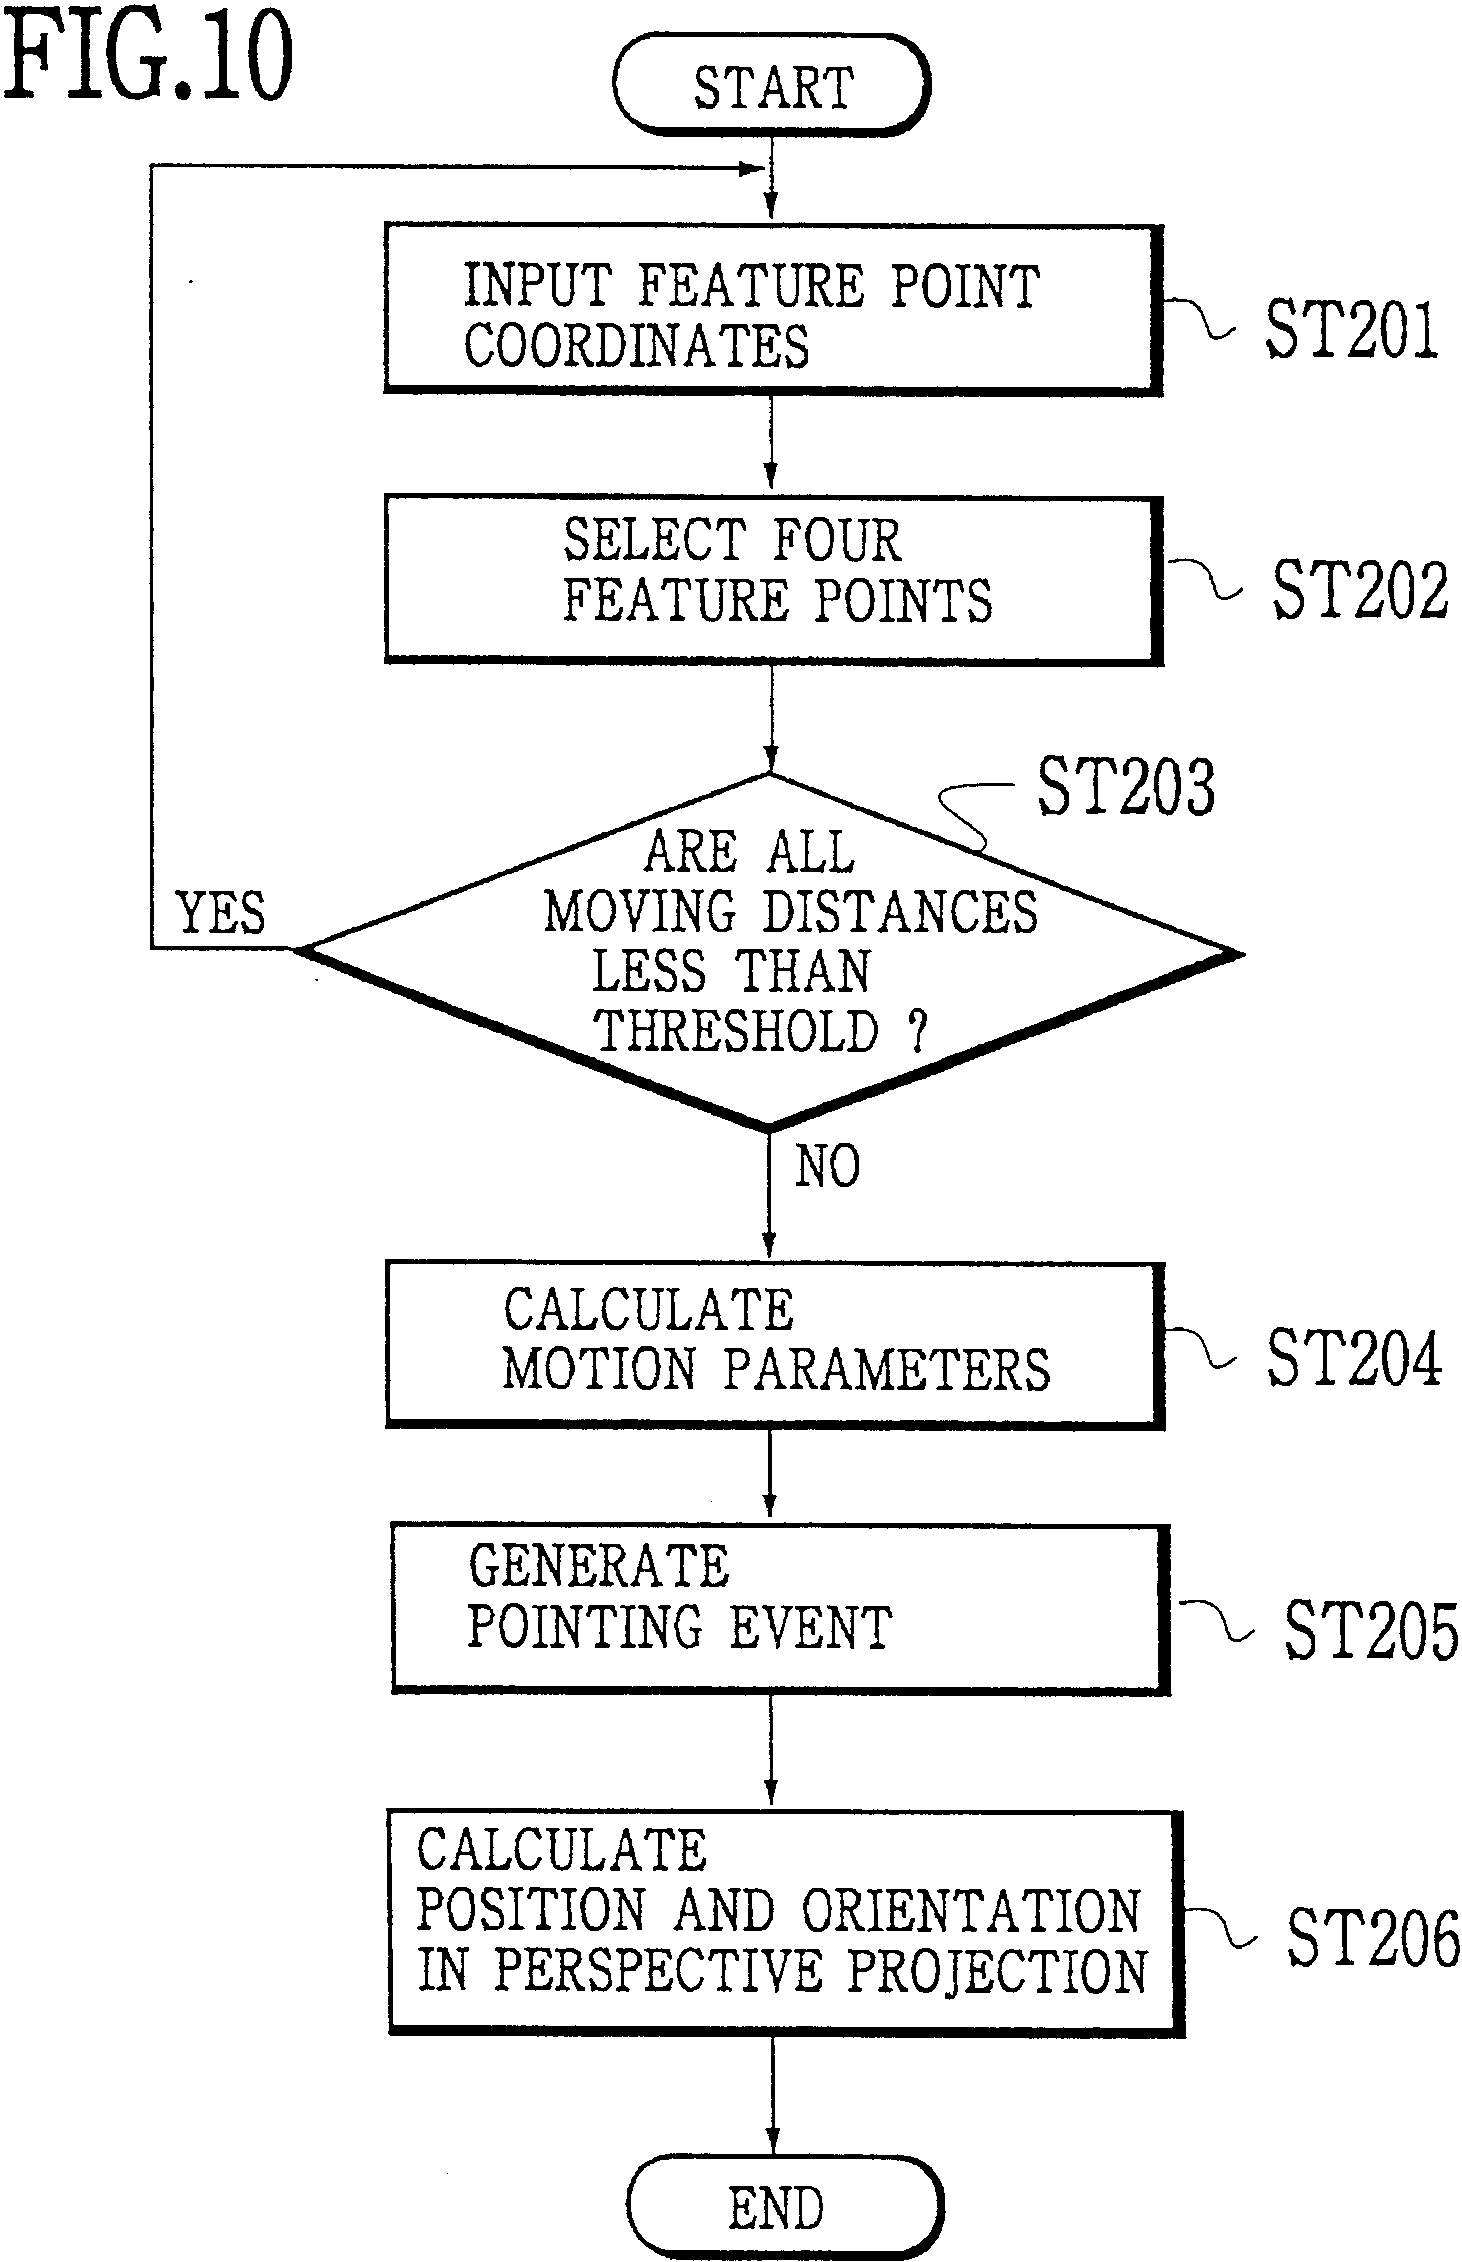 FIG.10
START
INPUT FEATURE POINT
COORDINATES
ST201
SELECT FOUR
FEATURE POINTS
ST202
ST203
ARE ALL
MOVING DISTANCES
LESS THAN
THRESHOLD ?
YES
NO
CALCULATE
MOTION PARAMETERS
ST204
GENERATE
POINTING EVENT
ST205
CALCULATE
POSITION AND ORIENTATION
IN PERSPECTIVE PROJECTION
ST206
END